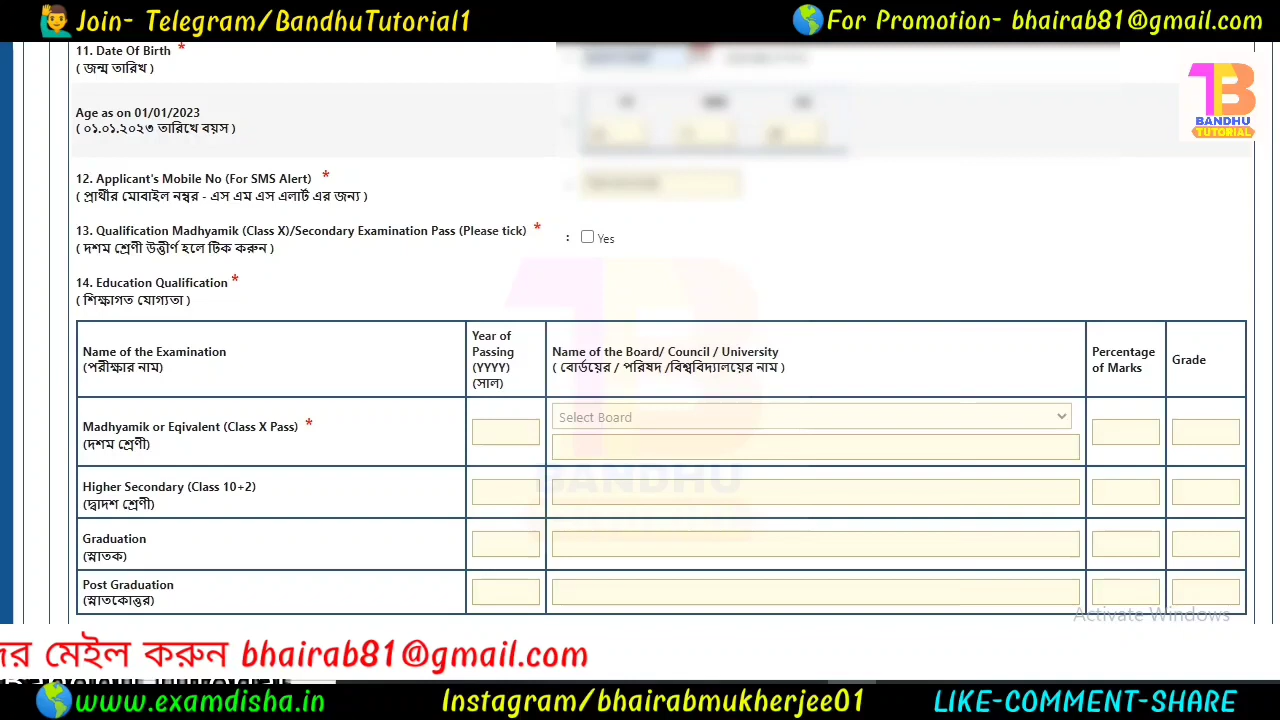 Join- Telegram/BandhuTutorial1
For Promotion- bhairab81@gmail.com
11. Date Of Birth *
( জন্ম তারিখ )
BANDHU
TUTORIAL
Age as on 01/01/2023
( ০১.০১.২০২৩ তারিখে বয়স )
12. Applicant's Mobile No (For SMS Alert) *
( প্রার্থীর মোবাইল নম্বর - এস এম এস এলার্ট এর জন্য )
13. Qualification Madhyamik (Class X)/Secondary Examination Pass (Please tick) *
: Yes
( দশম শ্রেণী উত্তীর্ণ হলে টিক করুন )
14. Education Qualification *
( শিক্ষাগত যোগ্যতা )
Name of the Examination
(পরীক্ষার নাম)
Year of
Passing
(YYYY)
(সাল)
Name of the Board/ Council / University
( বোর্ডয়ের / পরিষদ /বিশ্ববিদ্যালয়ের নাম )
Percentage
of Marks
Grade
Madhyamik or Eqivalent (Class X Pass) *
(দশম শ্রেণী)
Select Board
Higher Secondary (Class 10+2)
(দ্বাদশ শ্রেণী)
BANDHU
Graduation
(স্নাতক)
Post Graduation
(স্নাতকোত্তর)
Activate Windows
মেইল করুন bhairab81@gmail.com
www.examdisha.in
Instagram/bhairabmukherjee01
LIKE-COMMENT-SHARE